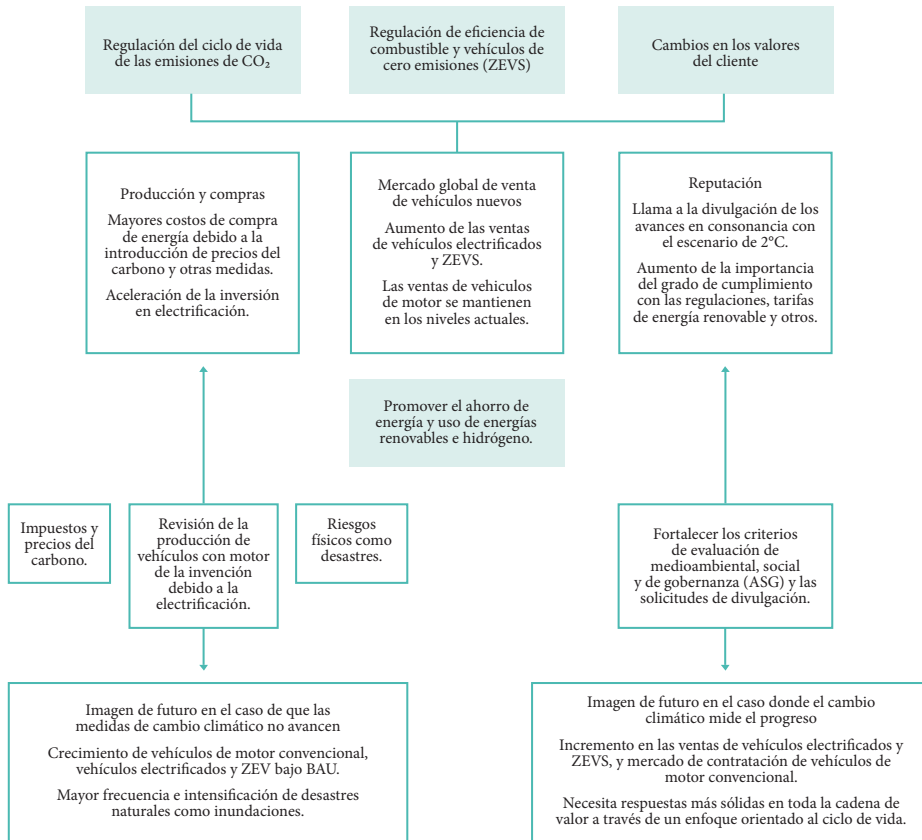 Regulación del ciclo de vida
de las emisiones de CO₂
Regulación de eficiencia de
combustible y vehículos de
cero emisiones (ZEVS)
Cambios en los valores
del cliente
Producción y compras
Mayores costos de compra
de energía debido a la
introducción de precios del
carbono y otras medidas.
Aceleración de la inversión
en electrificación.
Mercado global de venta
de vehículos nuevos
Aumento de las ventas
de vehículos electrificados
y ZEVS.
Las ventas de vehiculos
de motor se mantienen
en los niveles actuales.
Reputación
Llama a la divulgación de los
avances en consonancia con
el escenario de 2°C.
Aumento de la importancia
del grado de cumplimiento
con las regulaciones, tarifas
de energía renovable y otros.
Promover el ahorro de
energía y uso de energías
renovables e hidrógeno.
Impuestos y
precios del
carbono.
Revisión de la
producción de
vehículos con motor
de la invención
debido a la
electrificación.
Riesgos
físicos como
desastres.
Fortalecer los criterios
de evaluación de
medioambiental, social
y de gobernanza (ASG) y las
solicitudes de divulgación.
Imagen de futuro en el caso de que las
medidas de cambio climático no avancen
Crecimiento de vehículos de motor convencional,
vehículos electrificados y ZEV bajo BAU.
Mayor frecuencia e intensificación de desastres
naturales como inundaciones.
Imagen de futuro en el caso donde el cambio
climático mide el progreso
Incremento en las ventas de vehículos electrificados y
ZEVS, y mercado de contratación de vehículos de
motor convencional.
Necesita respuestas más sólidas en toda la cadena de
valor a través de un enfoque orientado al ciclo de vida.